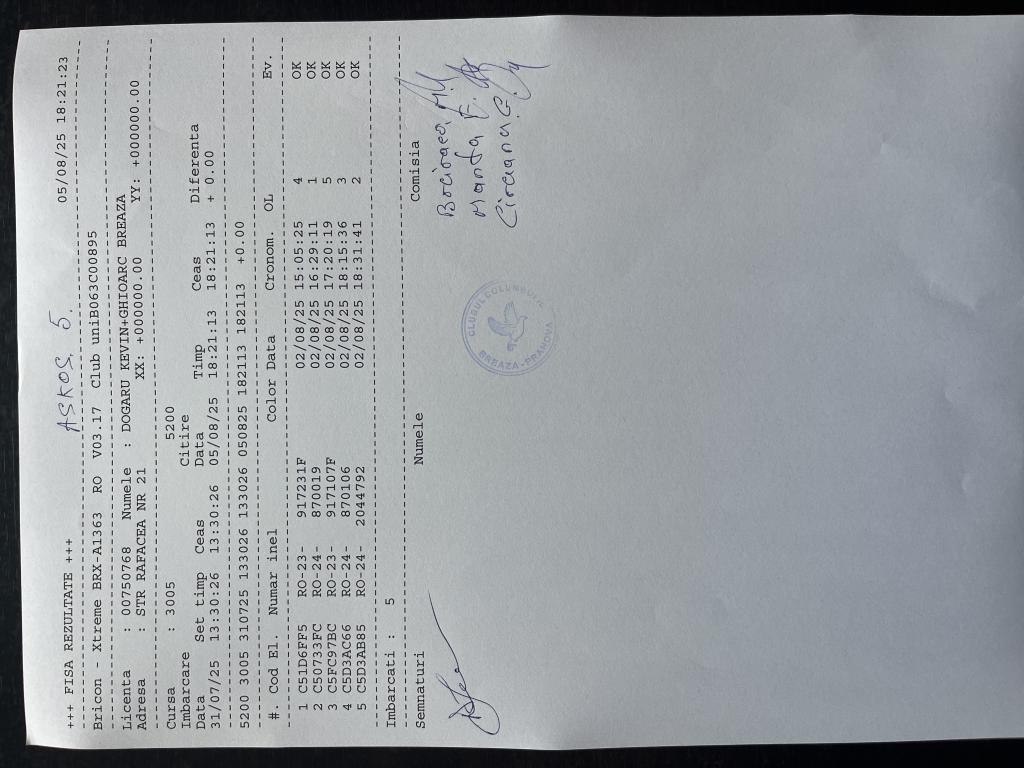 ASKOS 5.
+++ FISA REZULTATE +++ 05/08/25 18:21:23
Bricon - Xtreme BRX-A1363 RO V03.17 Club uniB063C00895
Licenta : 00750768 Numele : DOGARU KEVIN+GHIOARC BREAZA
Adresa : STR RAFACEA NR 21 XX: +000000.00 YY: +000000.00
Cursa : 3005 5200
Imbarcare Citire
Data Set timp Ceas Data Timp Ceas Diferenta
31/07/25 13:30:26 13:30:26 05/08/25 18:21:13 18:21:13 + 0.00
5200 3005 310725 133026 133026 050825 182113 182113 +0.00
#. Cod El. Numar inel Color Data Cronom. OL Ev.
1 C51D6FF5 RO-23- 917231F 02/08/25 15:05:25 4 OK
2 C50733FC RO-24- 870019 02/08/25 16:29:11 1 OK
3 C5FC97BC RO-23- 917107F 02/08/25 17:20:19 5 OK
4 C5D3AC66 RO-24- 870106 02/08/25 18:15:36 3 OK
5 C5D3AB85 RO-24- 2044792 02/08/25 18:31:41 2 OK
Imbarcati : 5
Semnaturi Numele Comisia
Manta E.
CLUBUL COLUMBOFIL
BREAZA - PRAHOVA